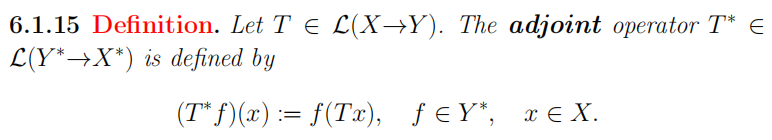 6.1.15 Definition. Let T ∈ ℒ(X→Y). The adjoint operator T* ∈
ℒ(Y*→X*) is defined by
(T*f)(x) := f(Tx), f ∈ Y*, x ∈ X.